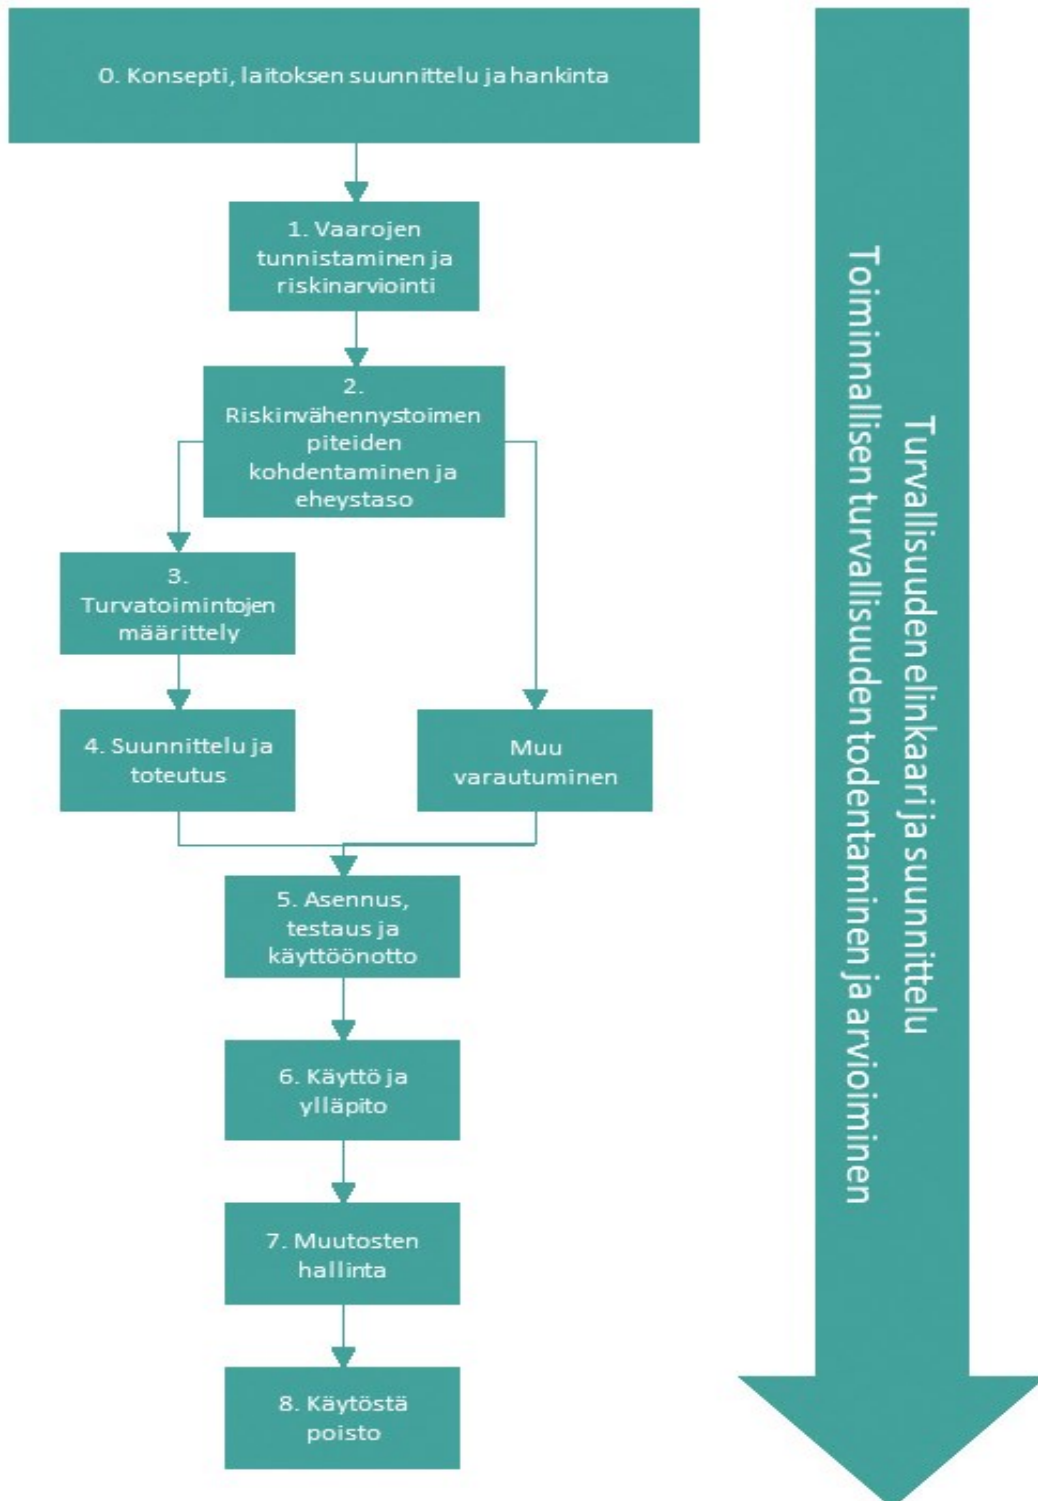 0. Konsepti, laitoksen suunnittelu ja hankinta
1. Vaarojen
tunnistaminen ja
riskinarviointi
2.
Riskinvähennystoimen
piteiden
kohdentaminen ja
eheystaso
3.
Turvatoimintojen
määrittely
4. Suunnittelu ja
toteutus
Muu
varautuminen
5. Asennus,
testaus ja
käyttöönotto
6. Käyttö ja
ylläpito
7. Muutosten
hallinta
8. Käytöstä
poisto
Turvallisuuden elinkaari ja suunnittelu
Toiminnallisen turvallisuuden todentaminen ja arvioiminen